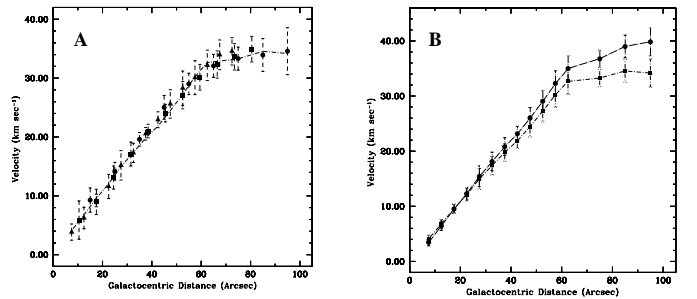 A
40.00
30.00
20.00
10.00
0.00
Velocity (km sec⁻¹)
0 20 40 60 80 100
Galactocentric Distance (Arcsec)
B
40.00
30.00
20.00
10.00
0.00
Velocity (km sec⁻¹)
0 20 40 60 80 100
Galactocentric Distance (Arcsec)